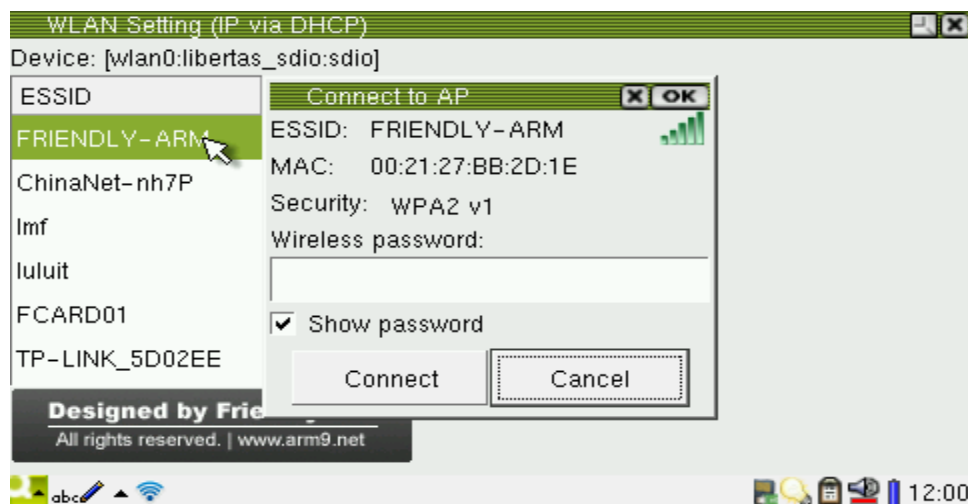 WLAN Setting (IP via DHCP)
Device: [wlan0:libertas_sdio:sdio]
ESSID
FRIENDLY-ARM
ChinaNet-nh7P
lmf
luluit
FCARD01
TP-LINK_5D02EE
Connect to AP
OK
ESSID: FRIENDLY-ARM
MAC: 00:21:27:BB:2D:1E
Security: WPA2 v1
Wireless password:
Show password
Connect Cancel
Designed by Frie
All rights reserved. | www.arm9.net
abc
12:00